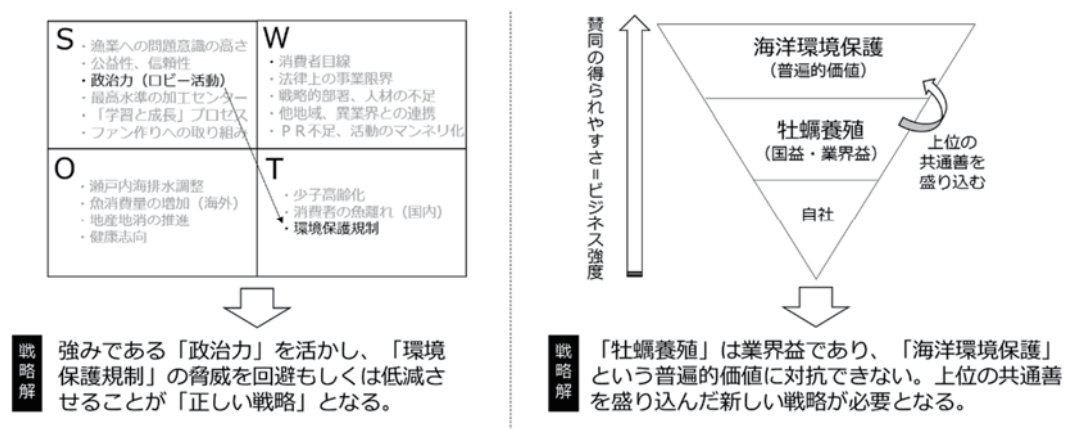 S
・漁業への問題意識の高さ
・公益性、信頼性
・政治力（ロビー活動）
・最高水準の加工センター
・「学習と成長」プロセス
・ファン作りへの取り組み
W
・消費者目線
・法律上の事業限界
・戦略的部署、人材の不足
・他地域、異業界との連携
・ＰＲ不足、活動のマンネリ化
O
・瀬戸内海排水調整
・魚消費量の増加（海外）
・地産地消の推進
・健康志向
T
・少子高齢化
・消費者の魚離れ（国内）
・環境保護規制
戦略解
強みである「政治力」を活かし、「環境
保護規制」の脅威を回避もしくは低減さ
せることが「正しい戦略」となる。
賛同の得られやすさ＝ビジネス強度
海洋環境保護
（普遍的価値）
牡蠣養殖
（国益・業界益）
自社
上位の
共通善を
盛り込む
戦略解
「牡蠣養殖」は業界益であり、「海洋環境保護」
という普遍的価値に対抗できない。上位の共通善
を盛り込んだ新しい戦略が必要となる。